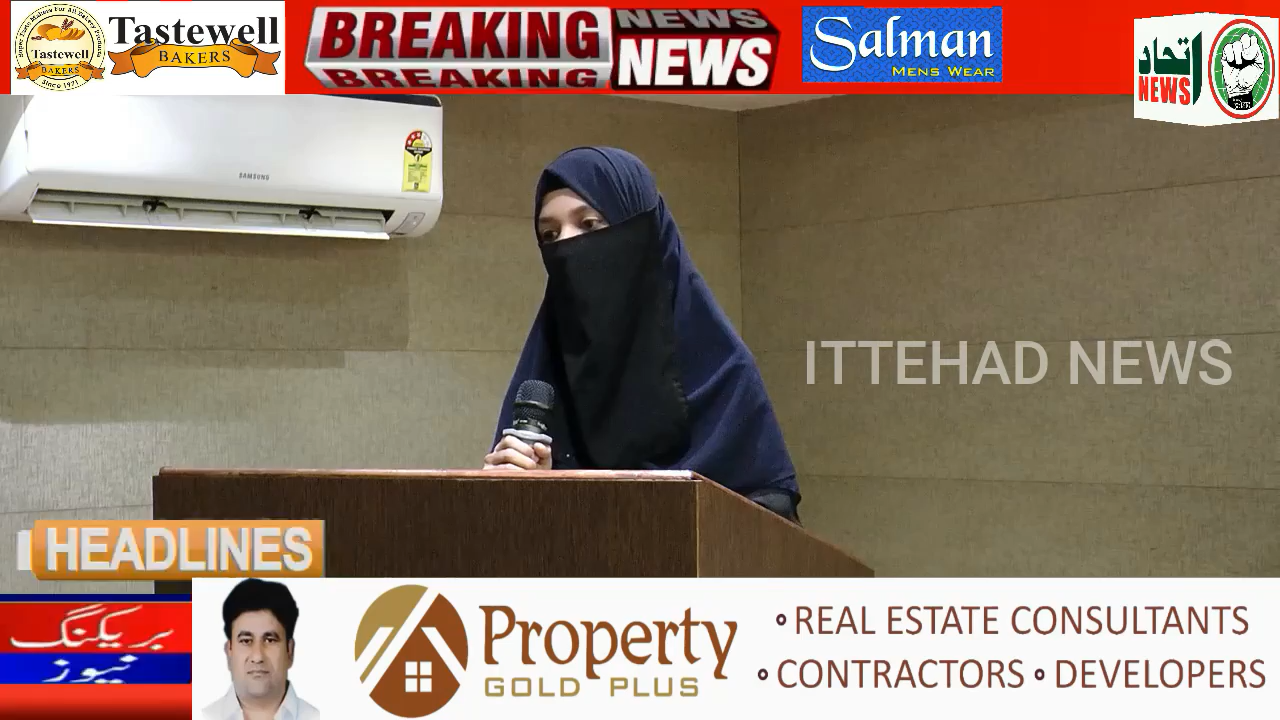 Tastewell
BAKERS
Since 1971
Tastewell
BAKERS
BREAKING
BREAKING
NEWS
NEWS
Salman
MENS WEAR
اتحاد
NEWS
SAMSUNG
ITTEHAD NEWS
HEADLINES
بریکنگ
نیوز
Property
GOLD PLUS
REAL ESTATE CONSULTANTS
CONTRACTORS
DEVELOPERS